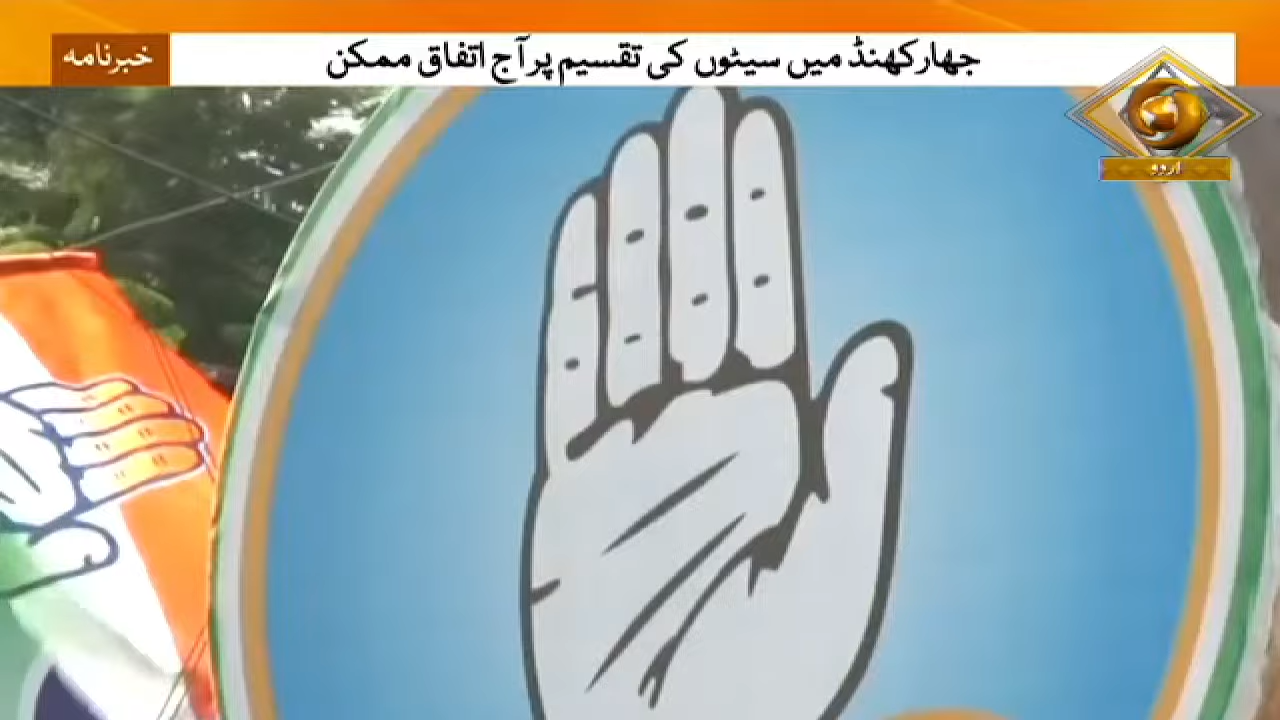 خبرنامہ
جھارکھنڈ میں سیٹوں کی تقسیم پر آج اتفاق ممکن
اردو